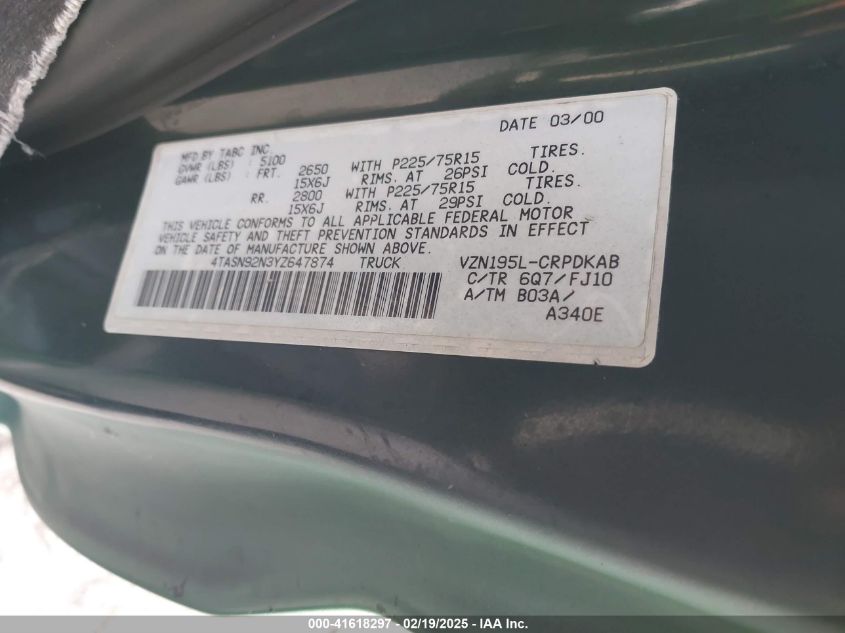 DATE 03/00
MFD BY TABC INC.
GVWR (LBS) 5100
GAWR (LBS) : FRT. 2650 WITH P225/75R15 TIRES.
15X6J RIMS. AT 26PSI COLD.
RR. 2800 WITH P225/75R15 TIRES.
15X6J RIMS. AT 29PSI COLD.
THIS VEHICLE CONFORMS TO ALL APPLICABLE FEDERAL MOTOR
VEHICLE SAFETY AND THEFT PREVENTION STANDARDS IN EFFECT
ON THE DATE OF MANUFACTURE SHOWN ABOVE.
4TASN92N3YZ647874 TRUCK VZN195L-CRPDKAB
C/TR 6Q7/FJ10
A/TM B03A/
A340E
000-41618297 - 02/19/2025 - IAA Inc.